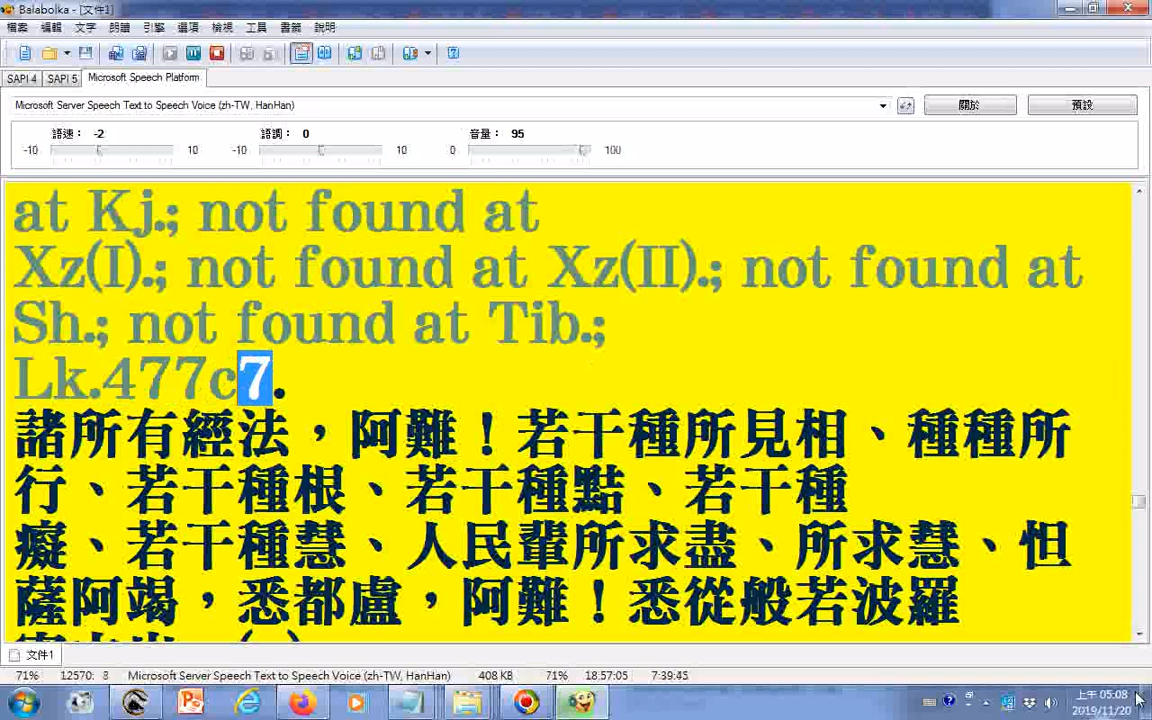 Balabolka - [文件1]
檔案 編輯 文字 朗讀 引擎 選項 檢視 工具 書籤 說明
SAPI 4 SAPI 5 Microsoft Speech Platform
Microsoft Server Speech Text to Speech Voice (zh-TW, HanHan) 關於 預設
語速： -2 語調： 0 音量： 95
-10 10 -10 10 0 100
at Kj.; not found at
Xz(I).; not found at Xz(II).; not found at
Sh.; not found at Tib.;
Lk.477c7.
諸所有經法，阿難！若干種所見相、種種所
行、若干種根、若干種黠、若干種
癡、若干種慧、人民輩所求盡、所求慧、怛
薩阿竭，悉都盧，阿難！悉從般若波羅
文件1
71% 12570: 8 Microsoft Server Speech Text to Speech Voice (zh-TW, HanHan) 408 KB 71% 18:57:05 7:39:45
上午 05:08
2019/11/20